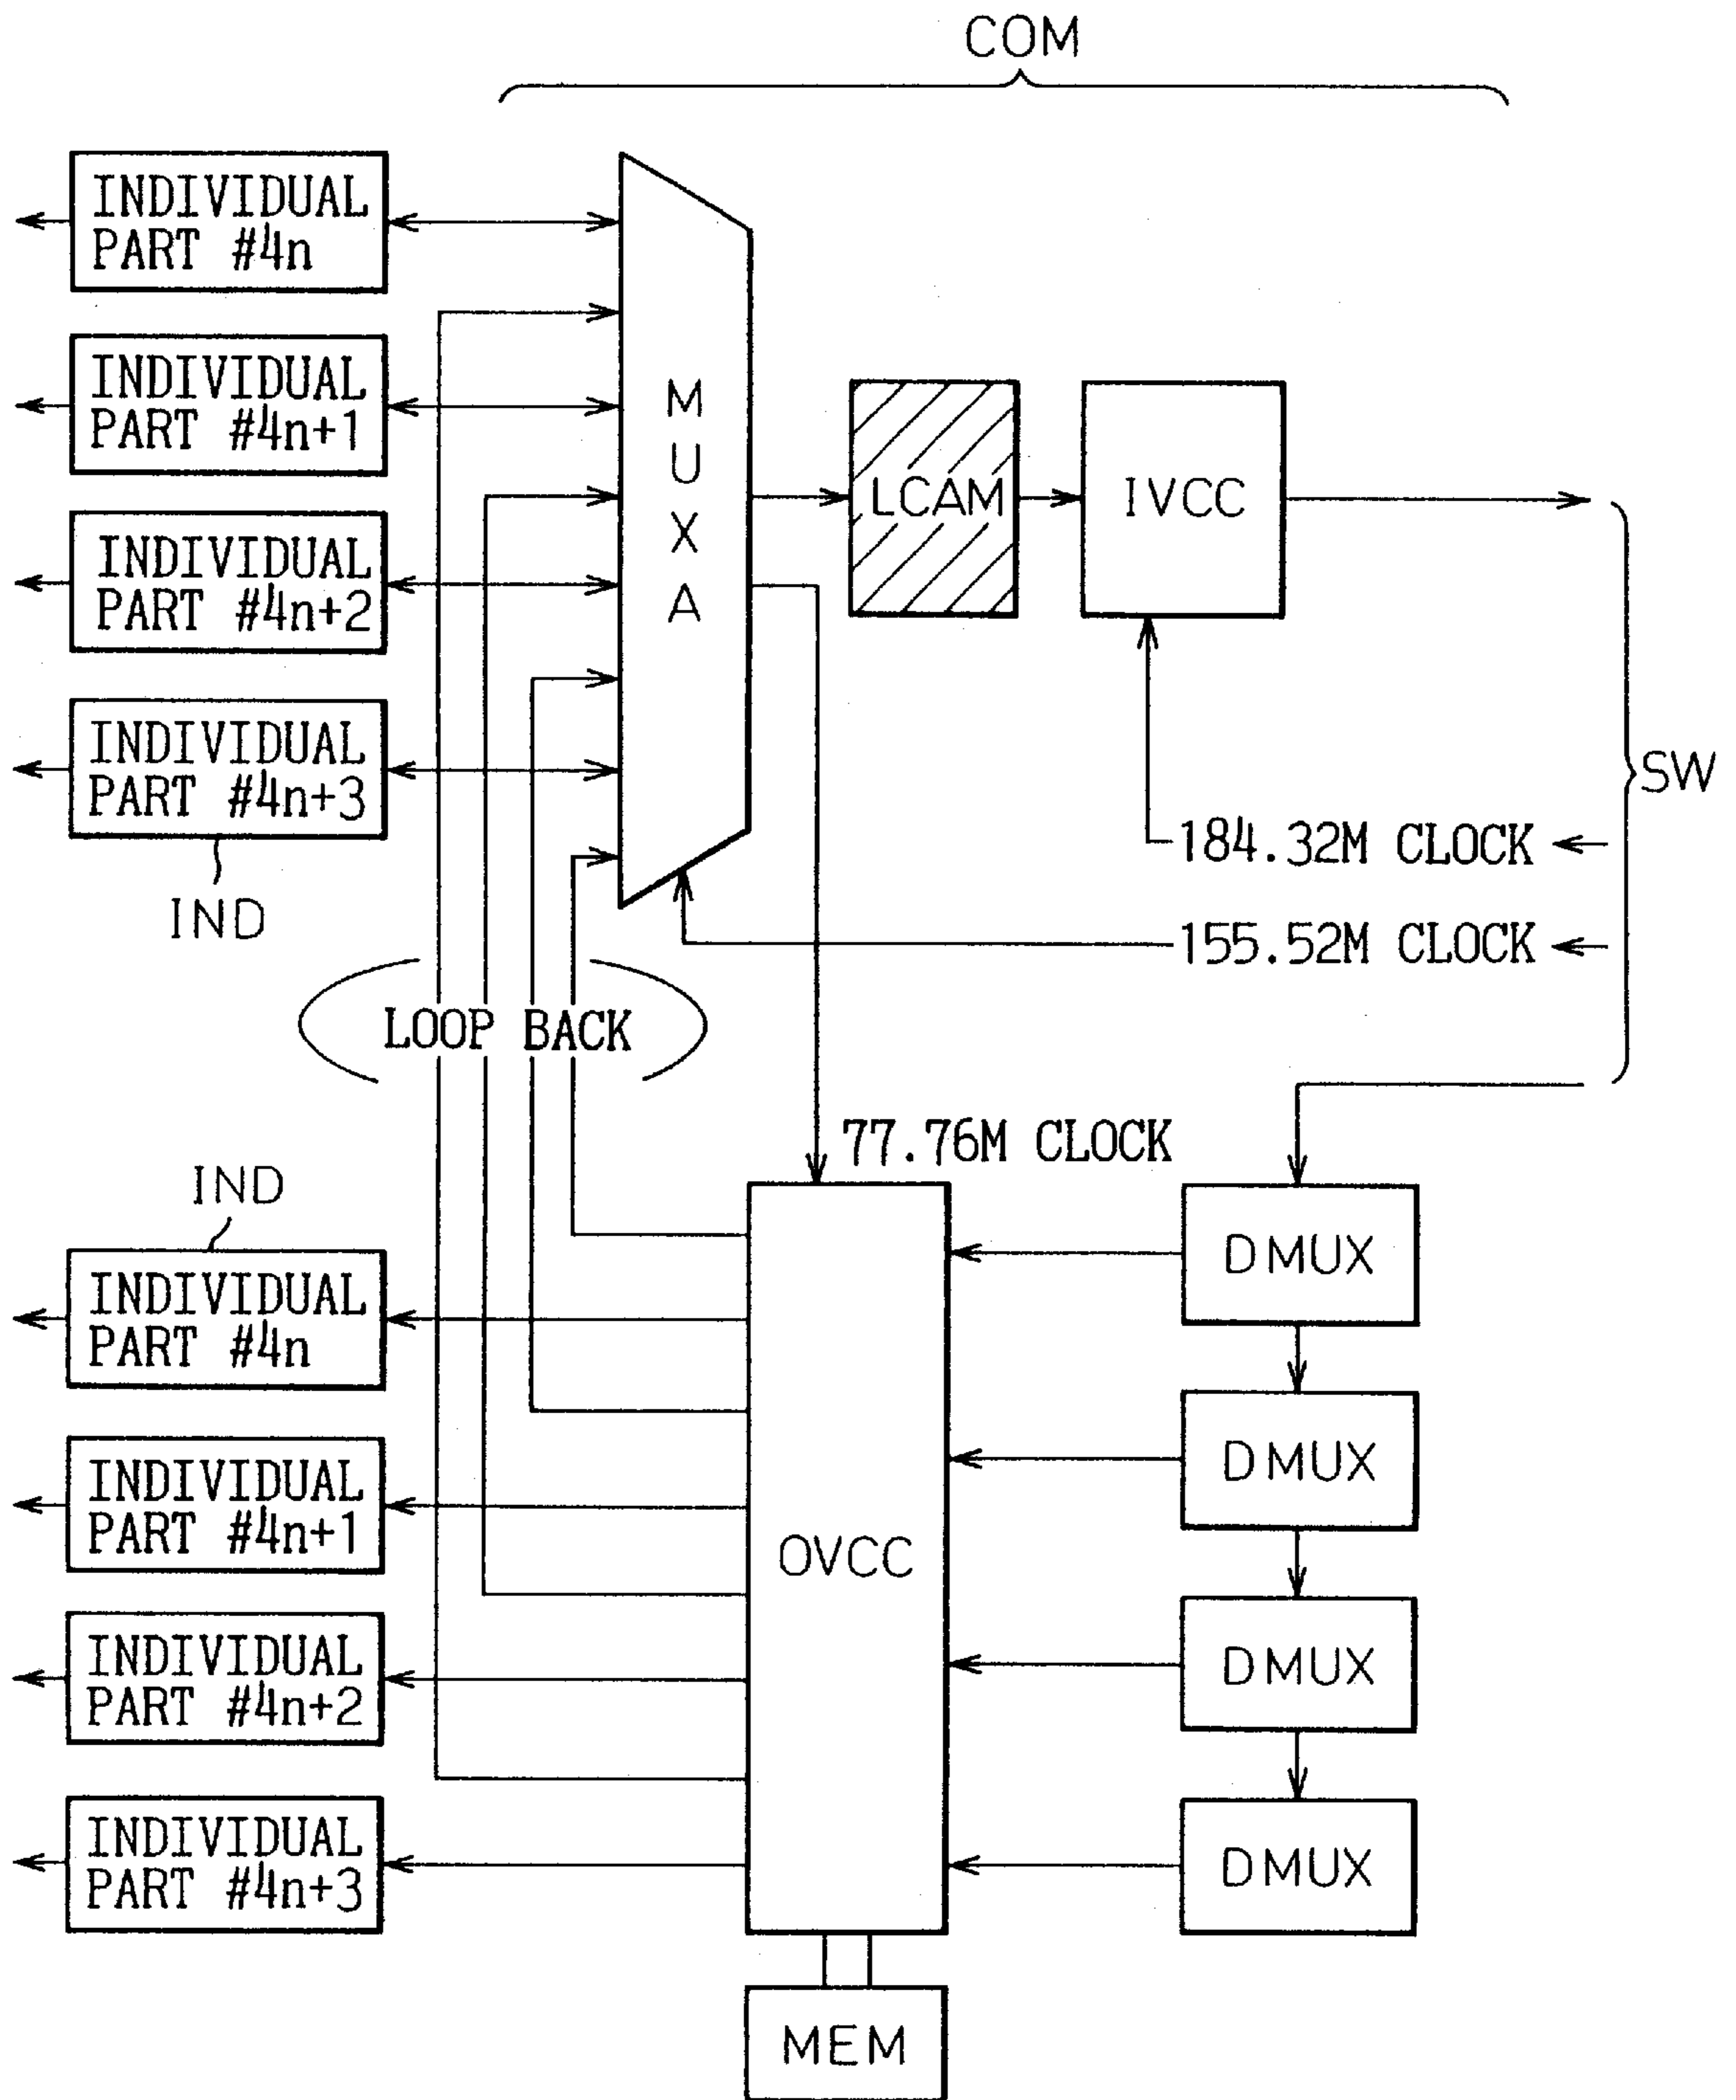 COM
INDIVIDUAL
PART #4n
INDIVIDUAL
PART #4n+1
INDIVIDUAL
PART #4n+2
INDIVIDUAL
PART #4n+3
IND
MUXA
LCAM
IVCC
SW
184.32M CLOCK
155.52M CLOCK
LOOP BACK
77.76M CLOCK
IND
INDIVIDUAL
PART #4n
INDIVIDUAL
PART #4n+1
INDIVIDUAL
PART #4n+2
INDIVIDUAL
PART #4n+3
OVCC
DMUX
DMUX
DMUX
DMUX
MEM